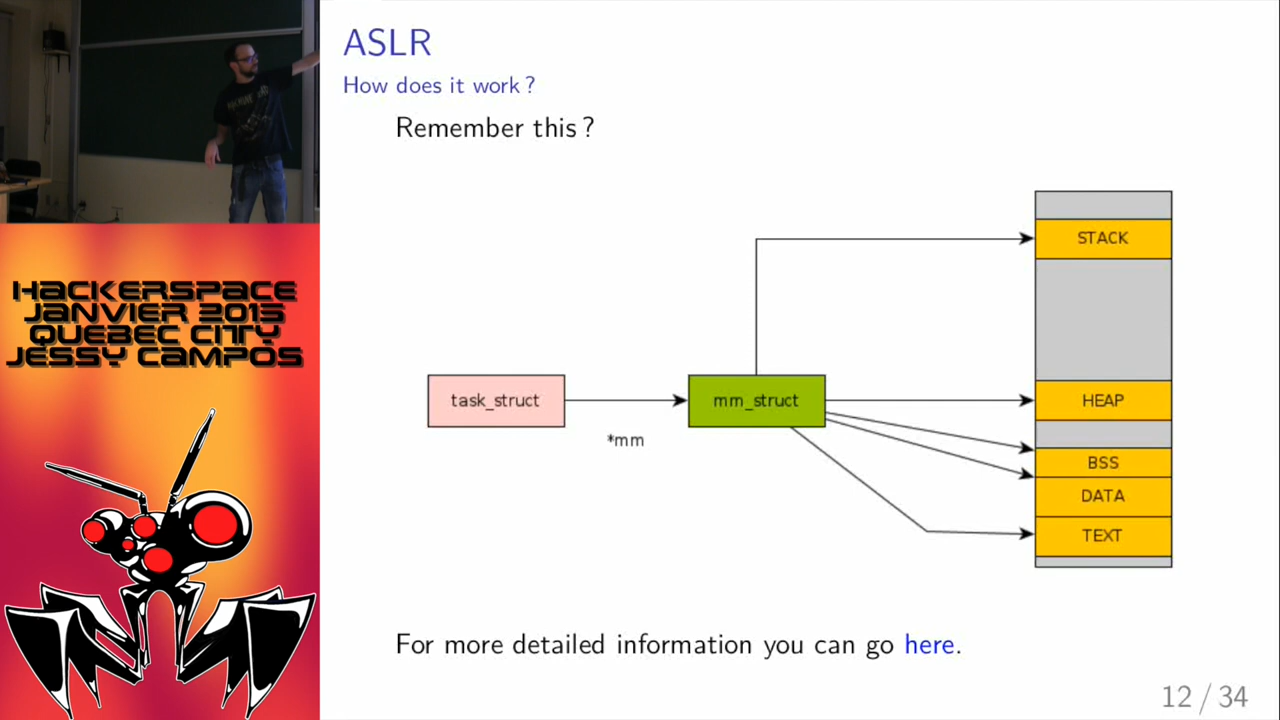 HACKERSPACE
JANVIER 2015
QUEBEC CITY
JESSY CAMPOS
ASLR
How does it work ?
Remember this ?
STACK
task_struct
mm_struct
HEAP
*mm
BSS
DATA
TEXT
For more detailed information you can go here.
12 / 34